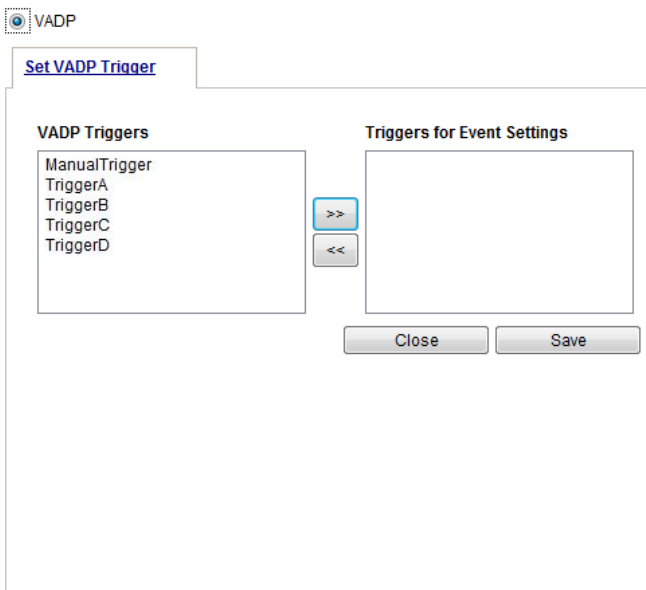 VADP
Set VADP Trigger
VADP Triggers
Triggers for Event Settings
ManualTrigger
TriggerA
TriggerB
TriggerC
TriggerD
>>
<<
Close
Save